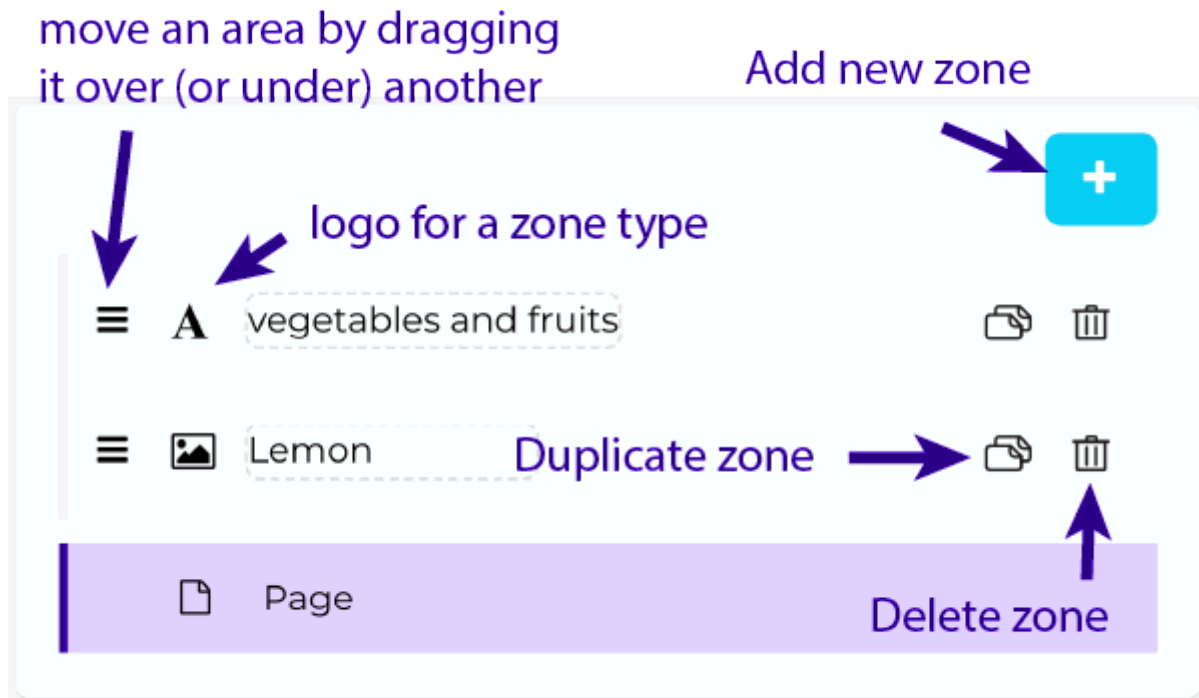 move an area by dragging
it over (or under) another
Add new zone
logo for a zone type
A vegetables and fruits
Lemon
Duplicate zone
Page
Delete zone